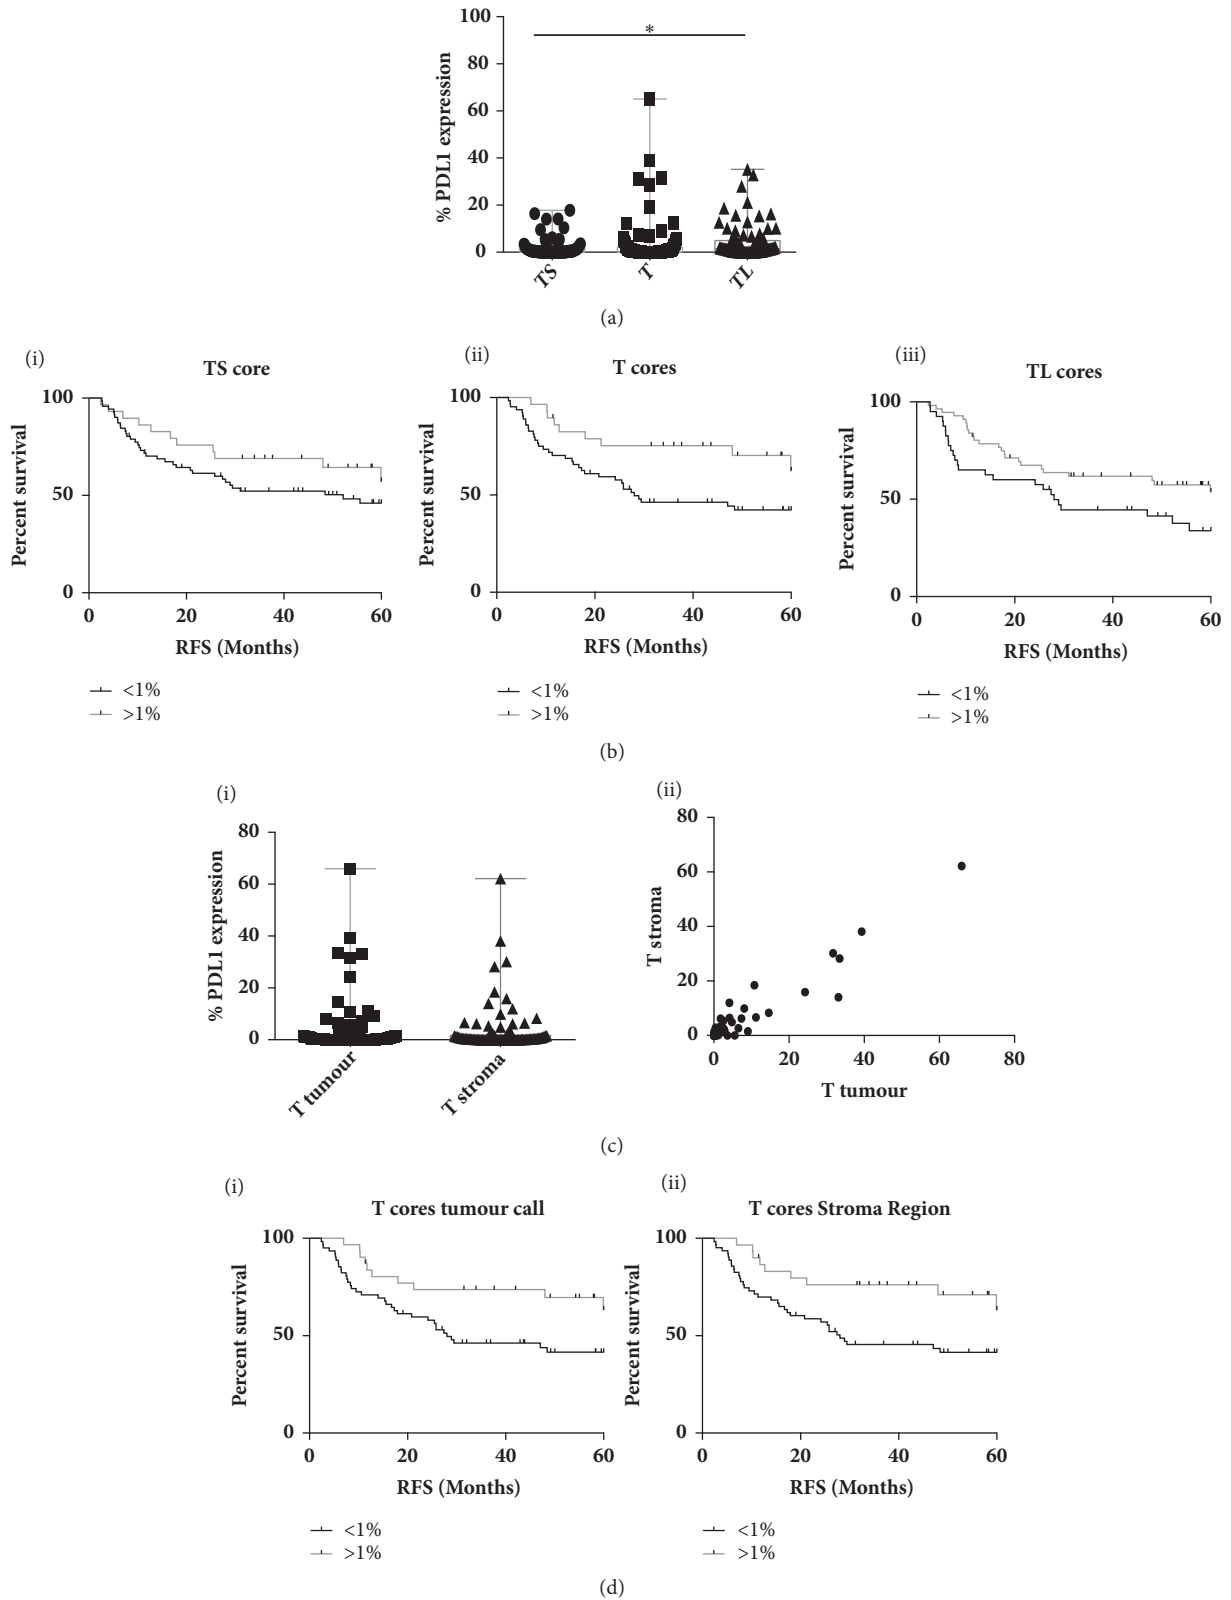 100
80
60
40
20
0
% PDL1 expression
*
TS
T
TL
(a)
(i)
TS core
100
50
0
Percent survival
0 20 40 60
RFS (Months)
<1%
>1%
(ii)
T cores
100
50
0
Percent survival
0 20 40 60
RFS (Months)
<1%
>1%
(iii)
TL cores
100
50
0
Percent survival
0 20 40 60
RFS (Months)
<1%
>1%
(b)
(i)
80
60
40
20
0
% PDL1 expression
T tumour
T stroma
(ii)
80
60
40
20
0
T stroma
0 20 40 60 80
T tumour
(c)
(i)
T cores tumour call
100
50
0
Percent survival
0 20 40 60
RFS (Months)
<1%
>1%
(ii)
T cores Stroma Region
100
50
0
Percent survival
0 20 40 60
RFS (Months)
<1%
>1%
(d)